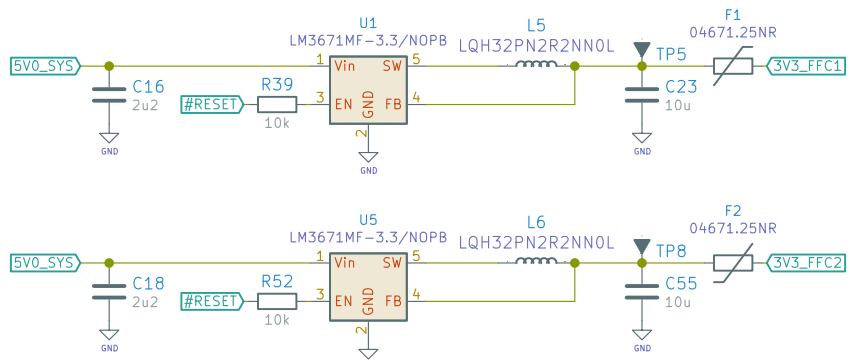 U1
LM3671MF-3.3/NOPB
L5
LQH32PN2R2NN0L
F1
04671.25NR
5V0_SYS
1
Vin
SW
5
TP5
3V3_FFC1
C16
2u2
#RESET
R39
10k
3
EN
GND
FB
4
2
C23
10u
GND
GND
GND
U5
LM3671MF-3.3/NOPB
L6
LQH32PN2R2NN0L
F2
04671.25NR
5V0_SYS
1
Vin
SW
5
TP8
3V3_FFC2
C18
2u2
#RESET
R52
10k
3
EN
GND
FB
4
2
C55
10u
GND
GND